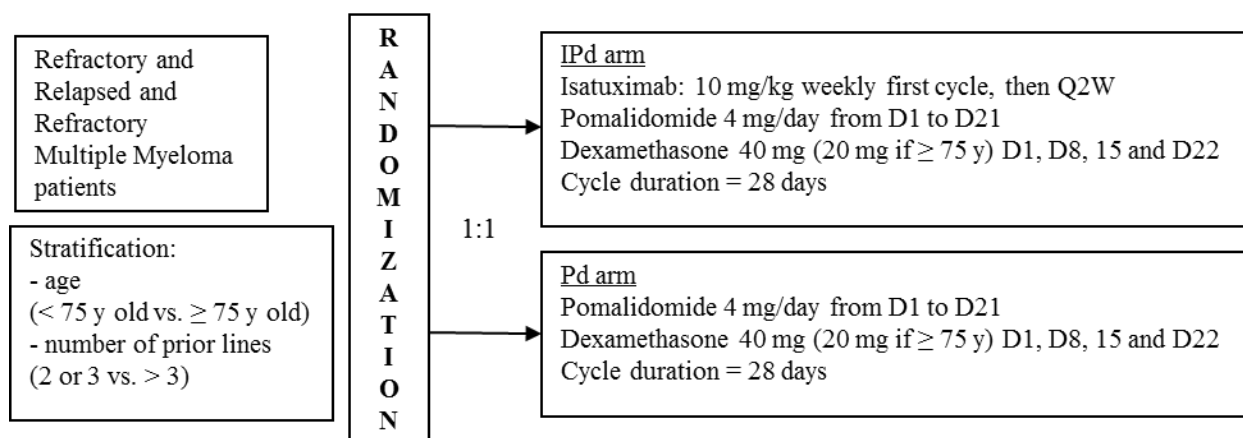 Refractory and
Relapsed and
Refractory
Multiple Myeloma
patients
Stratification:
- age
(< 75 y old vs. ≥ 75 y old)
- number of prior lines
(2 or 3 vs. > 3)
R
A
N
D
O
M
I
Z
A
T
I
O
N
1:1
IPd arm
Isatuximab: 10 mg/kg weekly first cycle, then Q2W
Pomalidomide 4 mg/day from D1 to D21
Dexamethasone 40 mg (20 mg if ≥ 75 y) D1, D8, 15 and D22
Cycle duration = 28 days
Pd arm
Pomalidomide 4 mg/day from D1 to D21
Dexamethasone 40 mg (20 mg if ≥ 75 y) D1, D8, 15 and D22
Cycle duration = 28 days